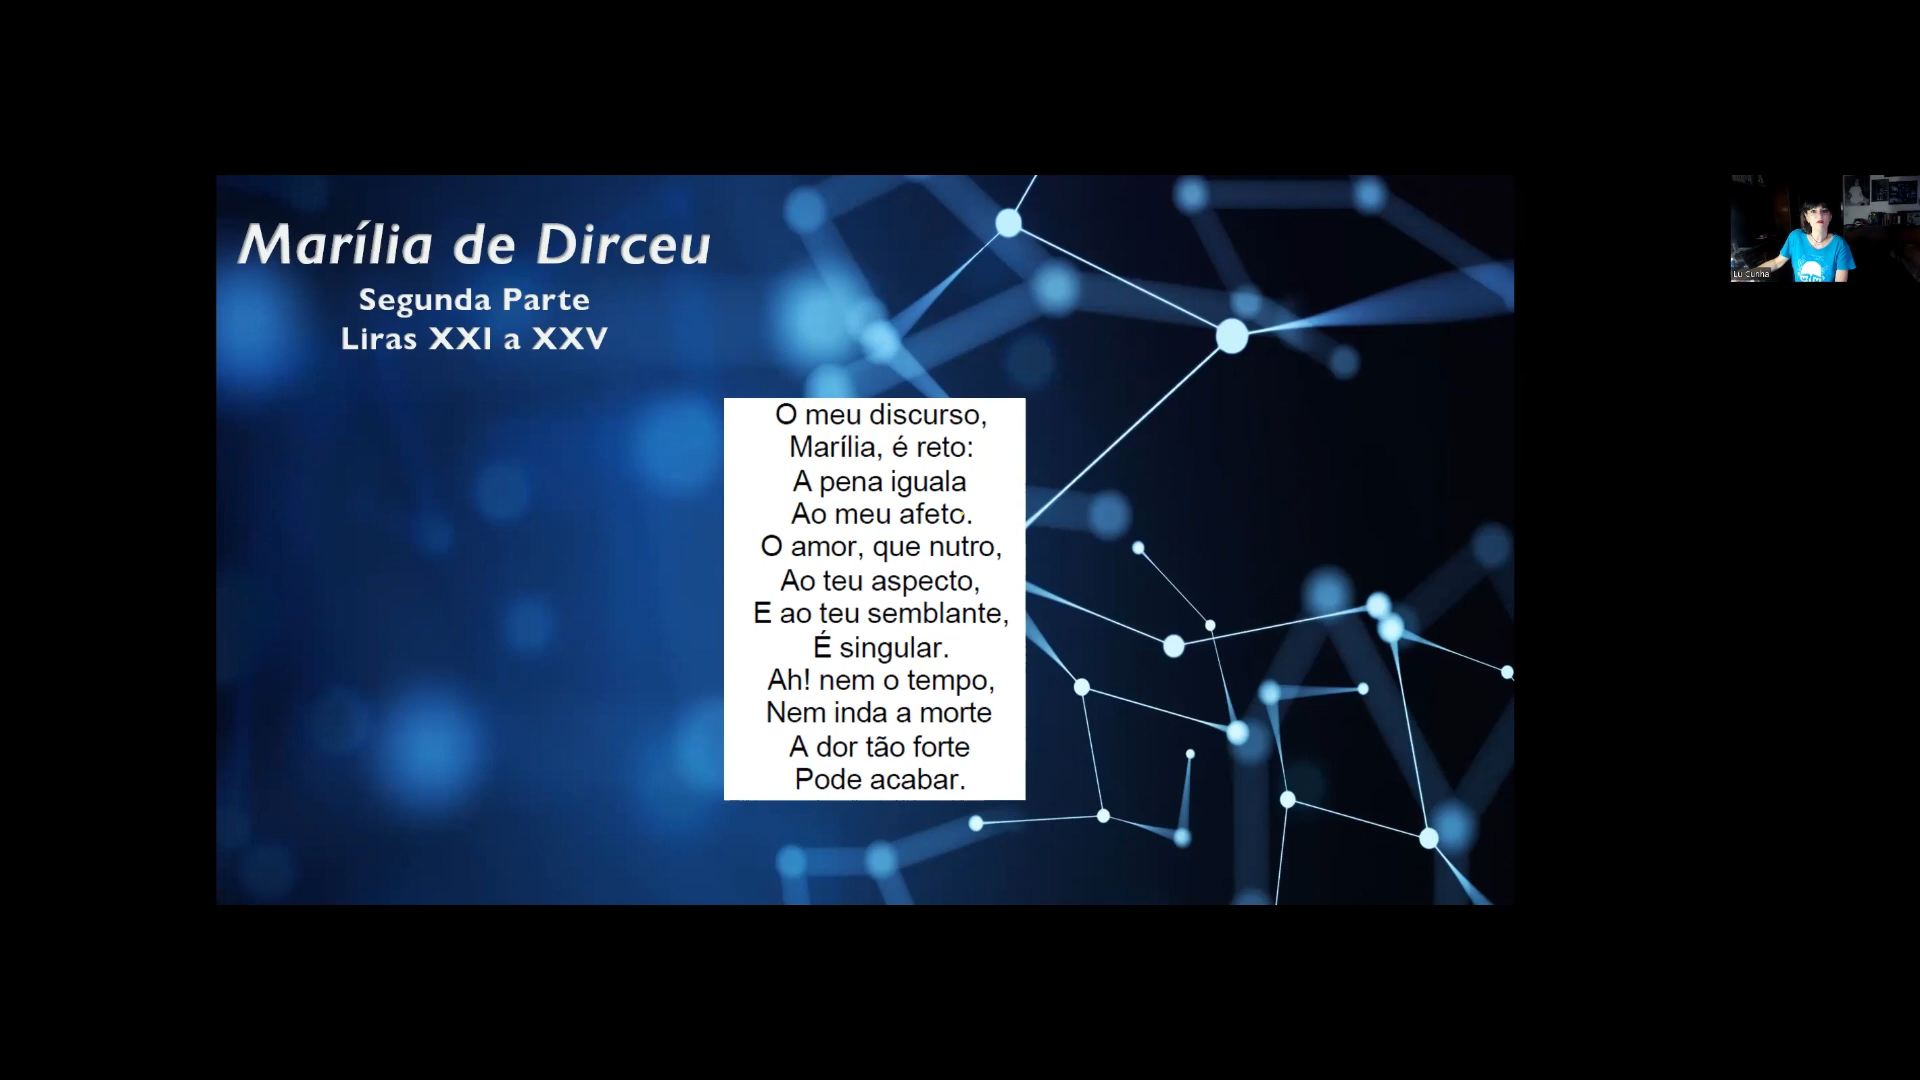 Marília de Dirceu
Segunda Parte
Liras XXI a XXV
O meu discurso,
Marília, é reto:
A pena iguala
Ao meu afeto.
O amor, que nutro,
Ao teu aspecto,
E ao teu semblante,
É singular.
Ah! nem o tempo,
Nem inda a morte
A dor tão forte
Pode acabar.
Lu Cunha